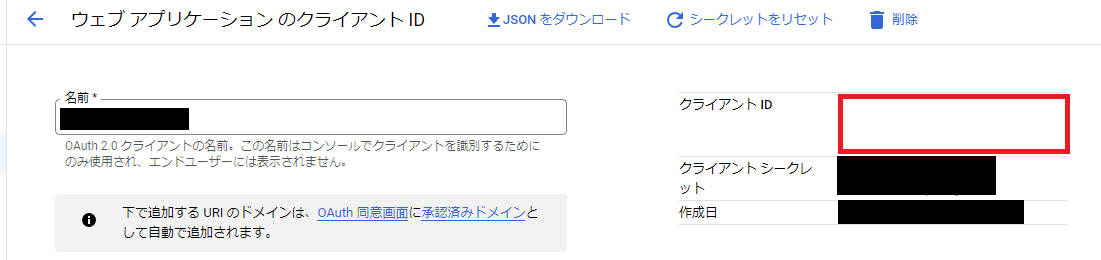 ウェブ アプリケーション のクライアント ID
JSON をダウンロード
シークレットをリセット
削除
名前 *
OAuth 2.0 クライアントの名前。この名前はコンソールでクライアントを識別するために
のみ使用され、エンドユーザーには表示されません。
下で追加する URI のドメインは、OAuth 同意画面に承認済みドメインと
して自動で追加されます。
クライアント ID
クライアント シークレ
ット
作成日